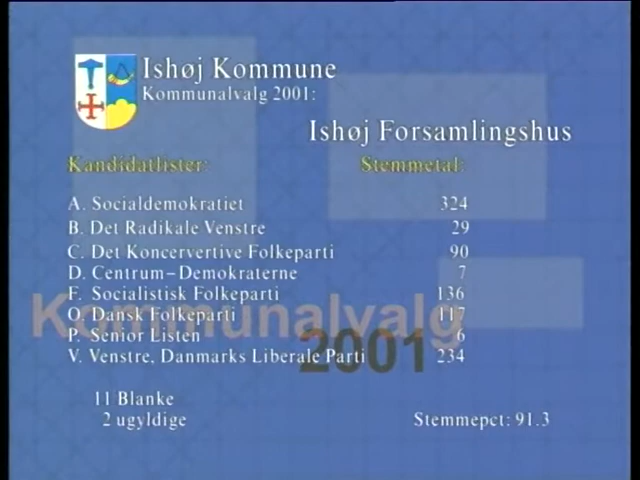 Ishøj Kommune
Kommunalvalg 2001:
Ishøj Forsamlingshus
Kandidatlister: Stemmetal:
A. Socialdemokratiet 324
B. Det Radikale Venstre 29
C. Det Koncervertive Folkeparti 90
D. Centrum-Demokraterne 7
F. Socialistisk Folkeparti 136
O. Dansk Folkeparti 117
P. Senior Listen 6
V. Venstre, Danmarks Liberale Parti 234
Kommunalvalg
2001
11 Blanke
2 ugyldige Stemmepct: 91.3